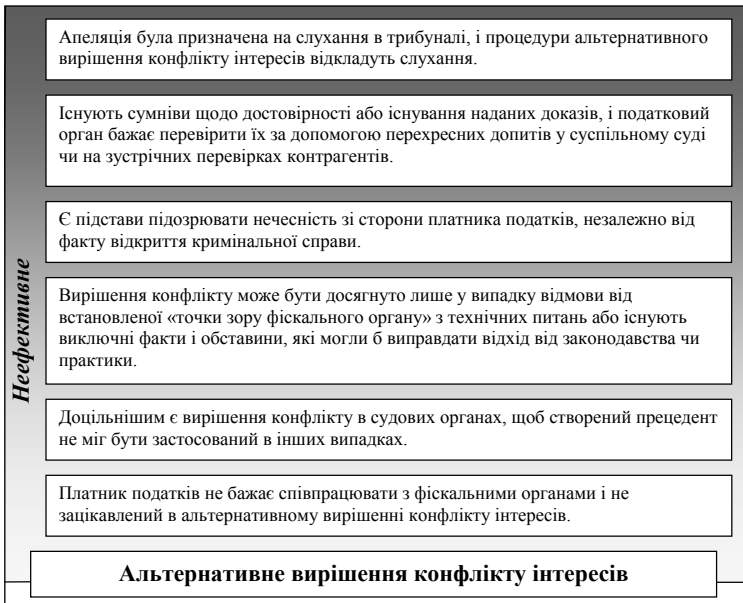 Апеляція була призначена на слухання в трибуналі, і процедури альтернативного
вирішення конфлікту інтересів відкладуть слухання.
Існують сумніви щодо достовірності або існування наданих доказів, і податковий
орган бажає перевірити їх за допомогою перехресних допитів у суспільному суді
чи на зустрічних перевірках контрагентів.
Є підстави підозрювати нечесність зі сторони платника податків, незалежно від
факту відкриття кримінальної справи.
Неефективне
Вирішення конфлікту може бути досягнуто лише у випадку відмови від
встановленої «точки зору фіскального органу» з технічних питань або існують
виключні факти і обставини, які могли б виправдати відхід від законодавства чи
практики.
Доцільнішим є вирішення конфлікту в судових органах, щоб створений прецедент
не міг бути застосований в інших випадках.
Платник податків не бажає співпрацювати з фіскальними органами і не
зацікавлений в альтернативному вирішенні конфлікту інтересів.
Альтернативне вирішення конфлікту інтересів